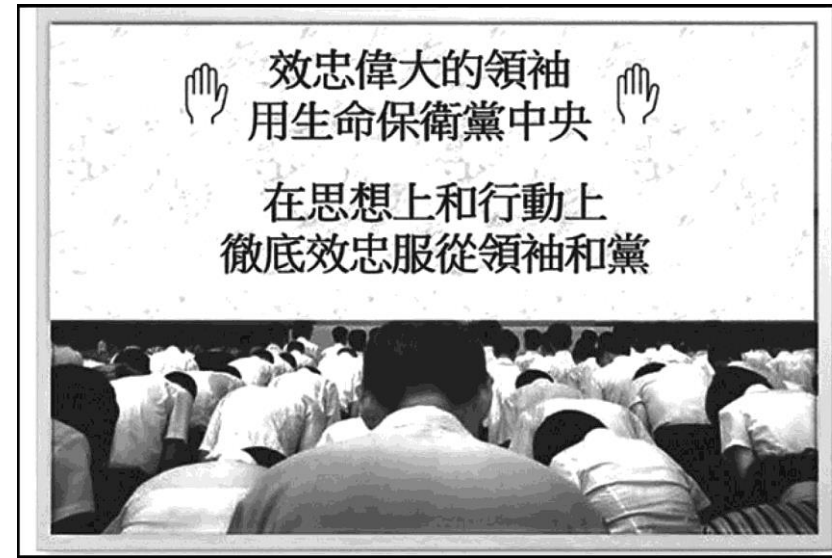 效忠偉大的領袖
用生命保衛黨中央
在思想上和行動上
徹底效忠服從領袖和黨